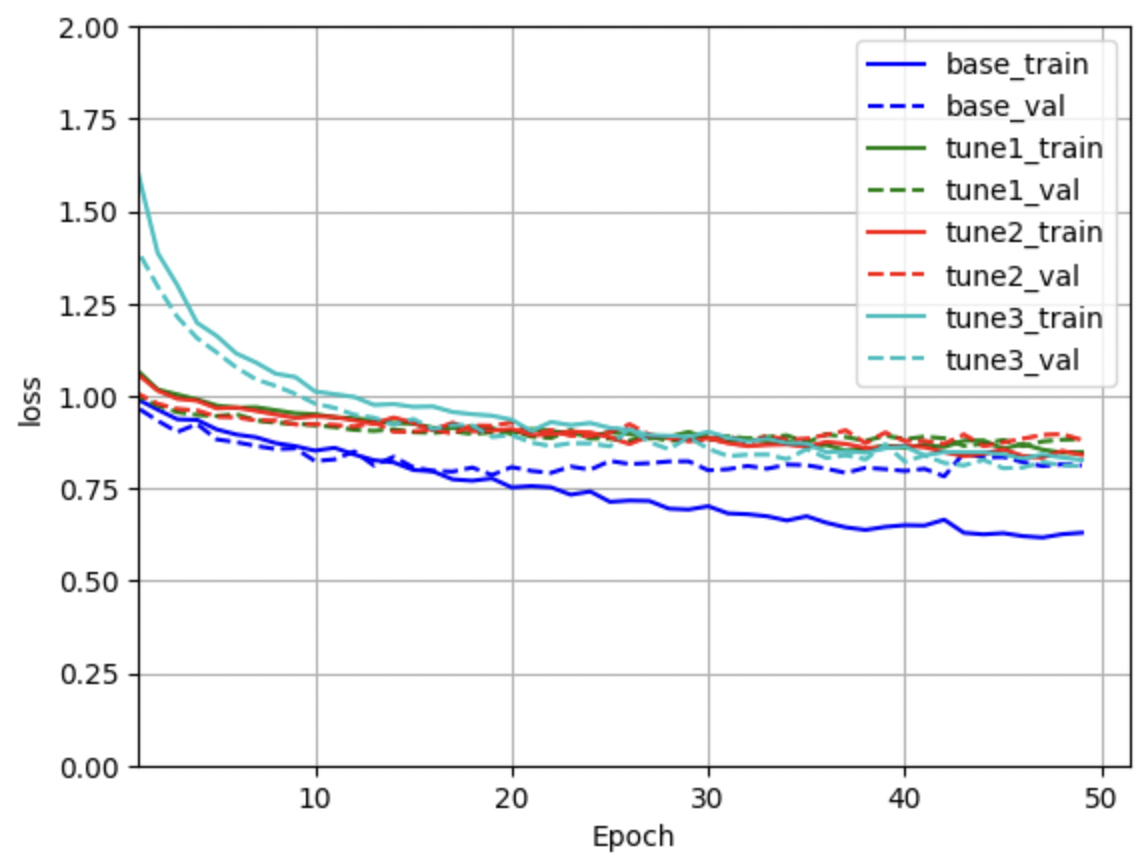 2.00
1.75
1.50
1.25
1.00
0.75
0.50
0.25
0.00
loss
10 20 30 40 50
Epoch
base_train
base_val
tune1_train
tune1_val
tune2_train
tune2_val
tune3_train
tune3_val